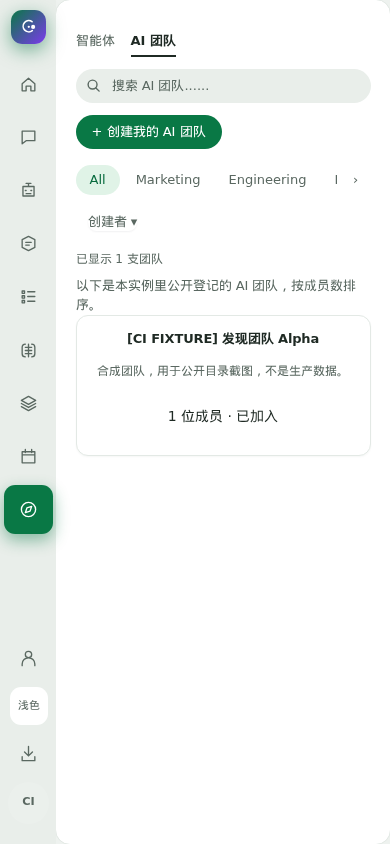 智能体 AI 团队
搜索 AI 团队……
+ 创建我的 AI 团队
All Marketing Engineering
创建者 ▾
已显示 1 支团队
以下是本实例里公开登记的 AI 团队，按成员数排
序。
[CI FIXTURE] 发现团队 Alpha
合成团队，用于公开目录截图，不是生产数据。
1 位成员 · 已加入
浅色
CI